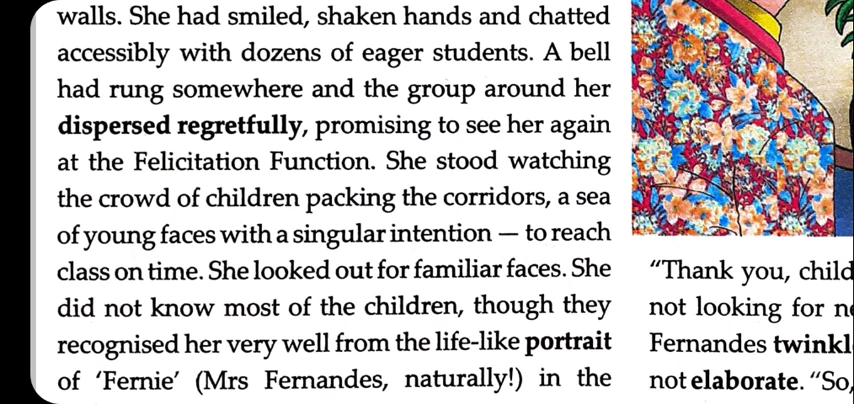 walls. She had smiled, shaken hands and chatted
accessibly with dozens of eager students. A bell
had rung somewhere and the group around her
dispersed regretfully, promising to see her again
at the Felicitation Function. She stood watching
the crowd of children packing the corridors, a sea
of young faces with a singular intention — to reach
class on time. She looked out for familiar faces. She
did not know most of the children, though they
recognised her very well from the life-like portrait
of ‘Fernie’ (Mrs Fernandes, naturally!) in the
“Thank you, child
not looking for
Fernandes
not elaborate. “So,